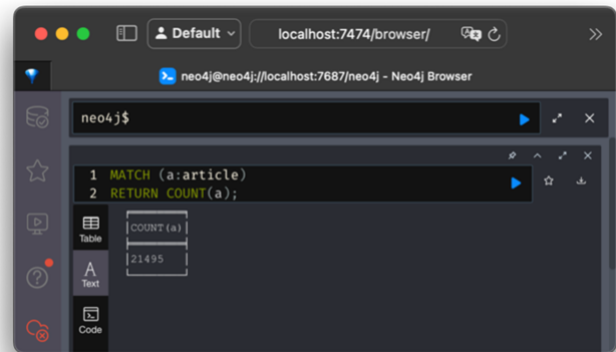 Default
localhost:7474/browser/
neo4j@neo4j://localhost:7687/neo4j - Neo4j Browser
neo4j$
1 MATCH (a:article)
2 RETURN COUNT(a);
Table
COUNT(a)
21495
A
Text
Code